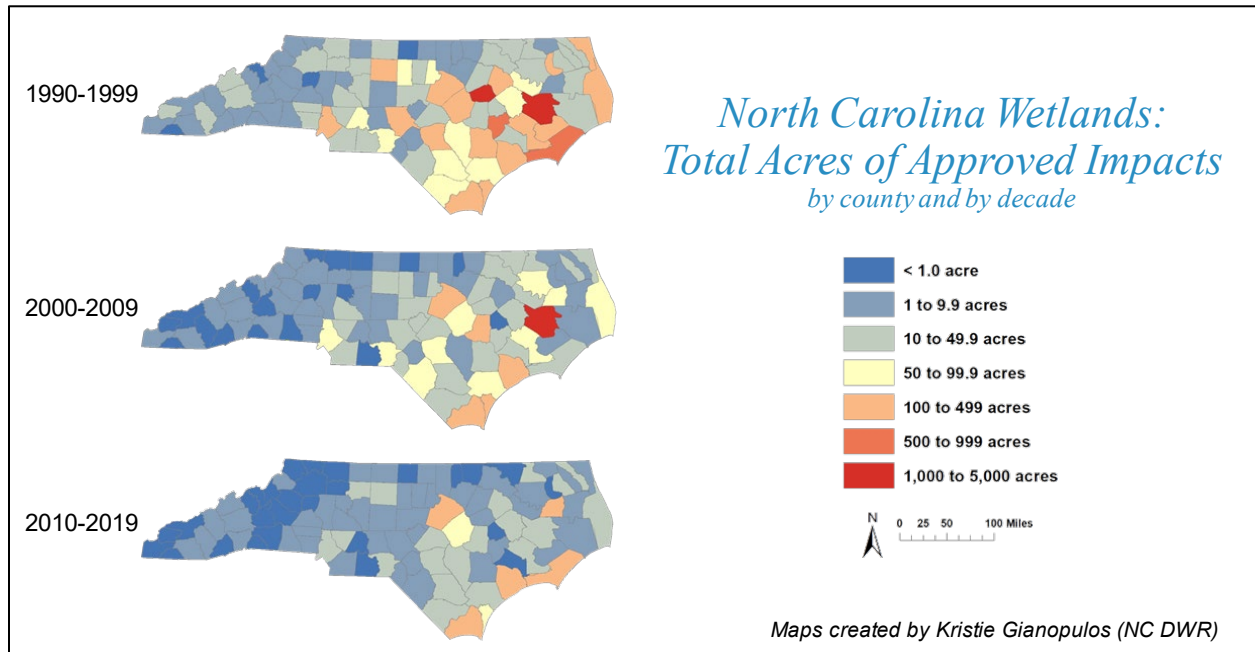 North Carolina Wetlands:
Total Acres of Approved Impacts
by county and by decade
1990-1999
2000-2009
2010-2019
< 1.0 acre
1 to 9.9 acres
10 to 49.9 acres
50 to 99.9 acres
100 to 499 acres
500 to 999 acres
1,000 to 5,000 acres
N
0 25 50 100 Miles
Maps created by Kristie Gianopulos (NC DWR)